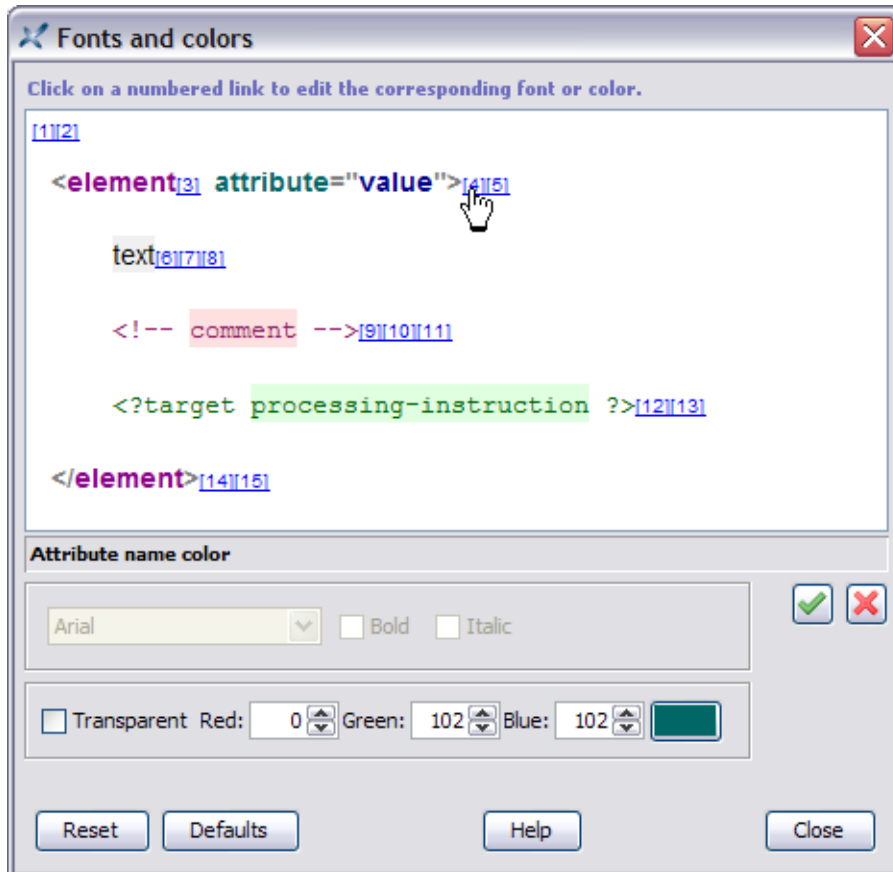 Fonts and colors
Click on a numbered link to edit the corresponding font or color.
[1][2]
<element[3] attribute="value">[4][5]
text[6][7][8]
<!-- comment -->[9][10][11]
<?target processing-instruction ?>[12][13]
</element>[14][15]
Attribute name color
Arial Bold Italic
Transparent Red: 0 Green: 102 Blue: 102
Reset Defaults Help Close